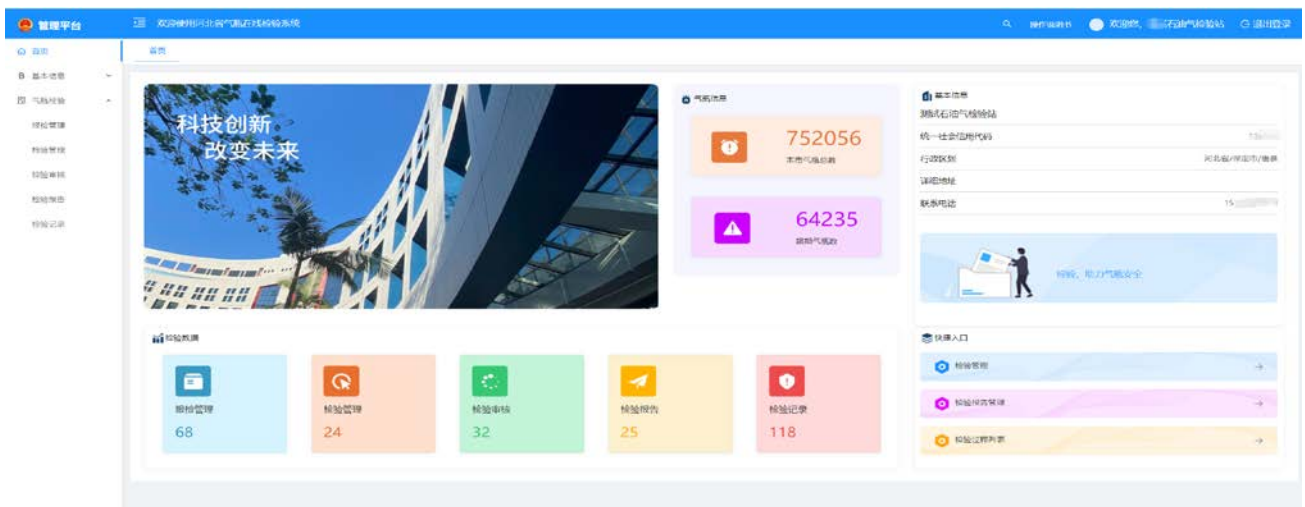 管理平台
欢迎使用河北省气瓶在线检验系统
操作说明书
欢迎您,
石油气检验站
退出登录
首页
首页
基本信息
气瓶检验
报检管理
检验管理
检验审核
检验报告
检验记录
科技创新
改变未来
气瓶信息
752056
本市气瓶总数
64235
超期气瓶数
基本信息
测试石油气检验站
统一社会信用代码
行政区划
河北省/保定市/
详细地址
联系电话
15
检验数据
报检管理
68
检验管理
24
检验审核
32
检验报告
25
检验记录
118
检验, 助力气瓶安全
快捷入口
检验管理
检验报告管理
检验过期列表